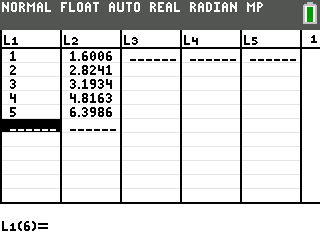 NORMAL FLOAT AUTO REAL RADIAN MP
L1 L2 L3 L4 L5 1
1 1.6006 ------ ------ ------
2 2.8241
3 3.1934
4 4.8163
5 6.3986
------ ------
L1(6)=